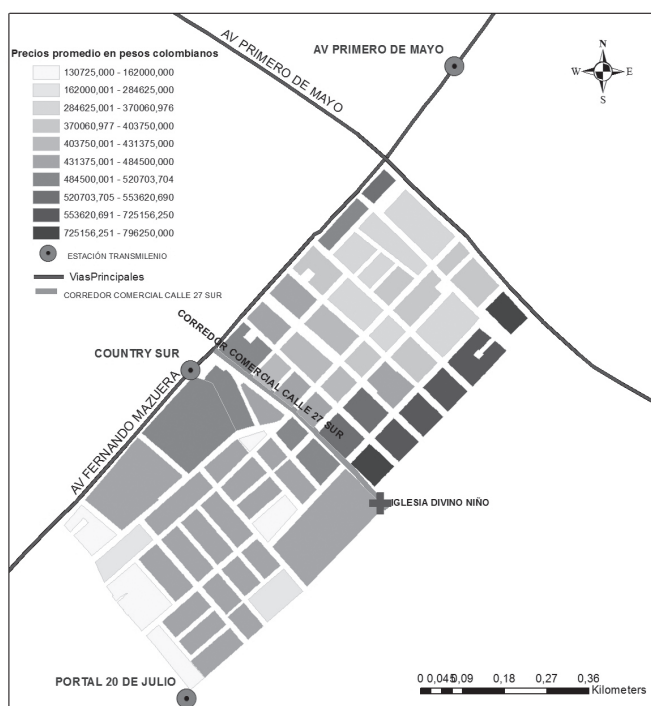 AV PRIMERO DE MAYO
AV PRIMERO DE MAYO
N
W E
S
Precios promedio en pesos colombianos
130725,000 - 162000,000
162000,001 - 284625,000
284625,001 - 370060,976
370060,977 - 403750,000
403750,001 - 431375,000
431375,001 - 484500,000
484500,001 - 520703,704
520703,705 - 553620,690
553620,691 - 725156,250
725156,251 - 796250,000
ESTACIÓN TRANSMILENIO
ViasPrincipales
CORREDOR COMERCIAL CALLE 27 SUR
CORREDOR COMERCIAL CALLE 27 SUR
COUNTRY SUR
AV FERNANDO MAZUERA
IGLESIA DIVINO NIÑO
PORTAL 20 DE JULIO
0 0,045 0,09 0,18 0,27 0,36
Kilometers